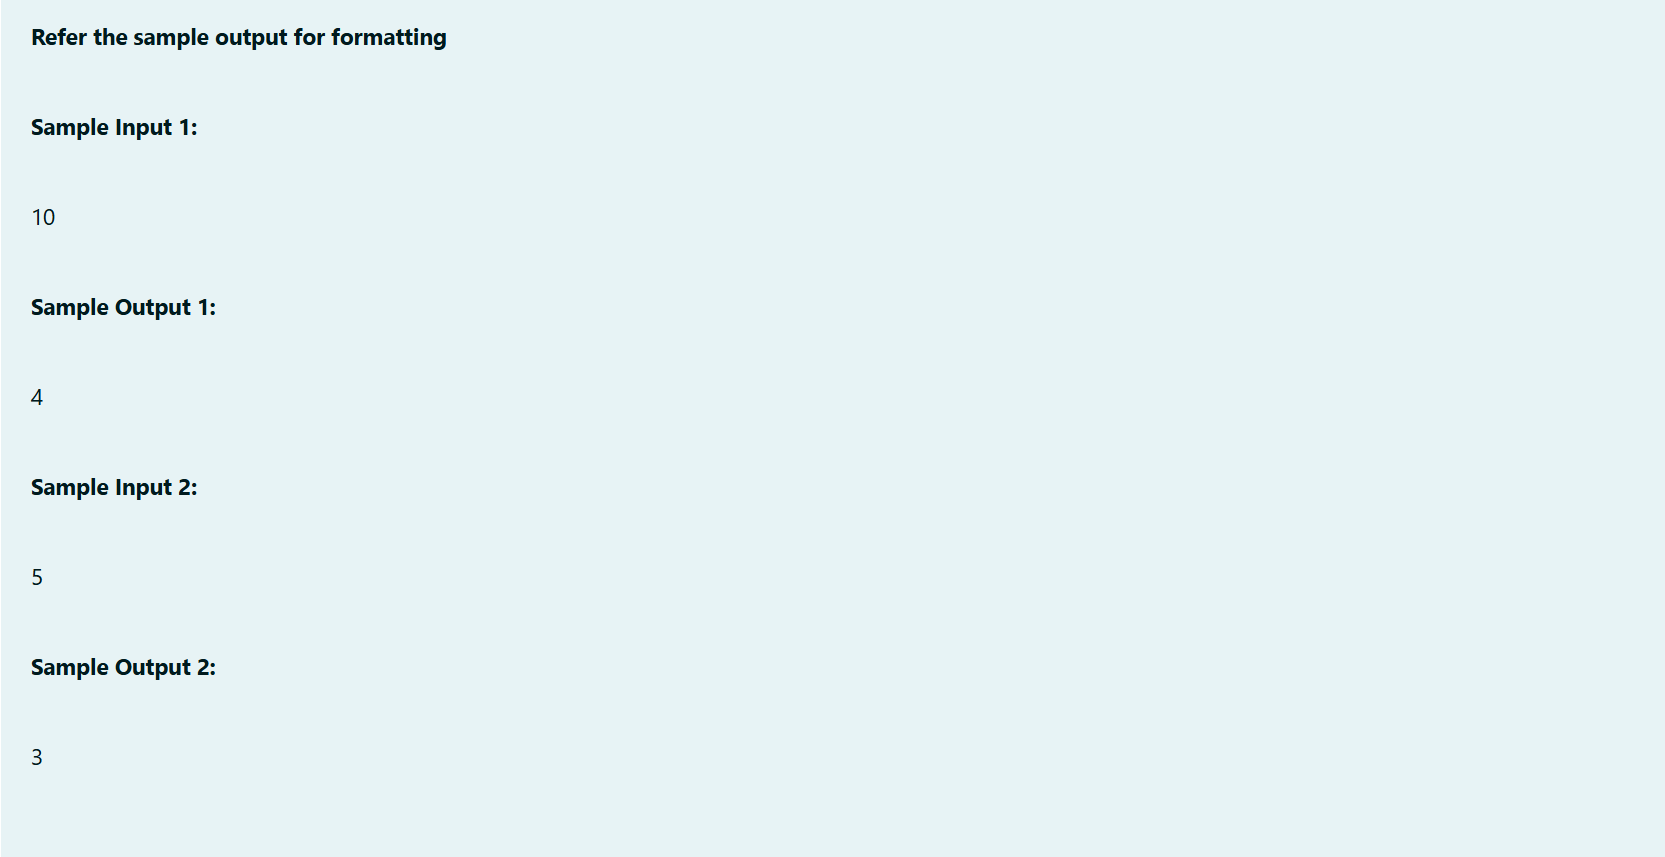 Refer the sample output for formatting
Sample Input 1:
10
Sample Output 1:
4
Sample Input 2:
5
Sample Output 2:
3